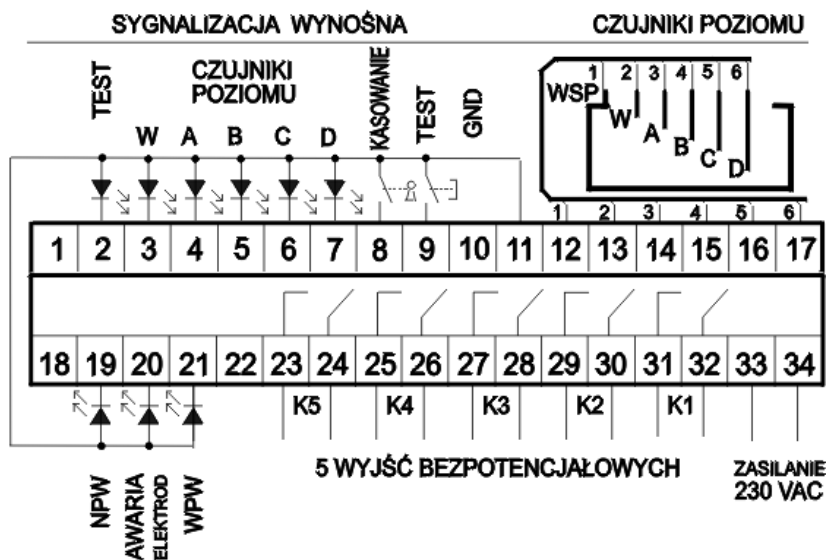 SYGNALIZACJA WYNOŚNA
CZUJNIKI POZIOMU
TEST
CZUJNIKI
POZIOMU
W A B C D
KASOWANIE
TEST
GND
1 2 3 4 5 6
WSP
W
A
B
C
D
1 2 3 4 5 6
1 2 3 4 5 6 7 8 9 10 11 12 13 14 15 16 17
18 19 20 21 22 23 24 25 26 27 28 29 30 31 32 33 34
K5 K4 K3 K2 K1
NPW
AWARIA
ELEKTROD
WPW
5 WYJŚĆ BEZPOTENCJAŁOWYCH
ZASILANIE
230 VAC